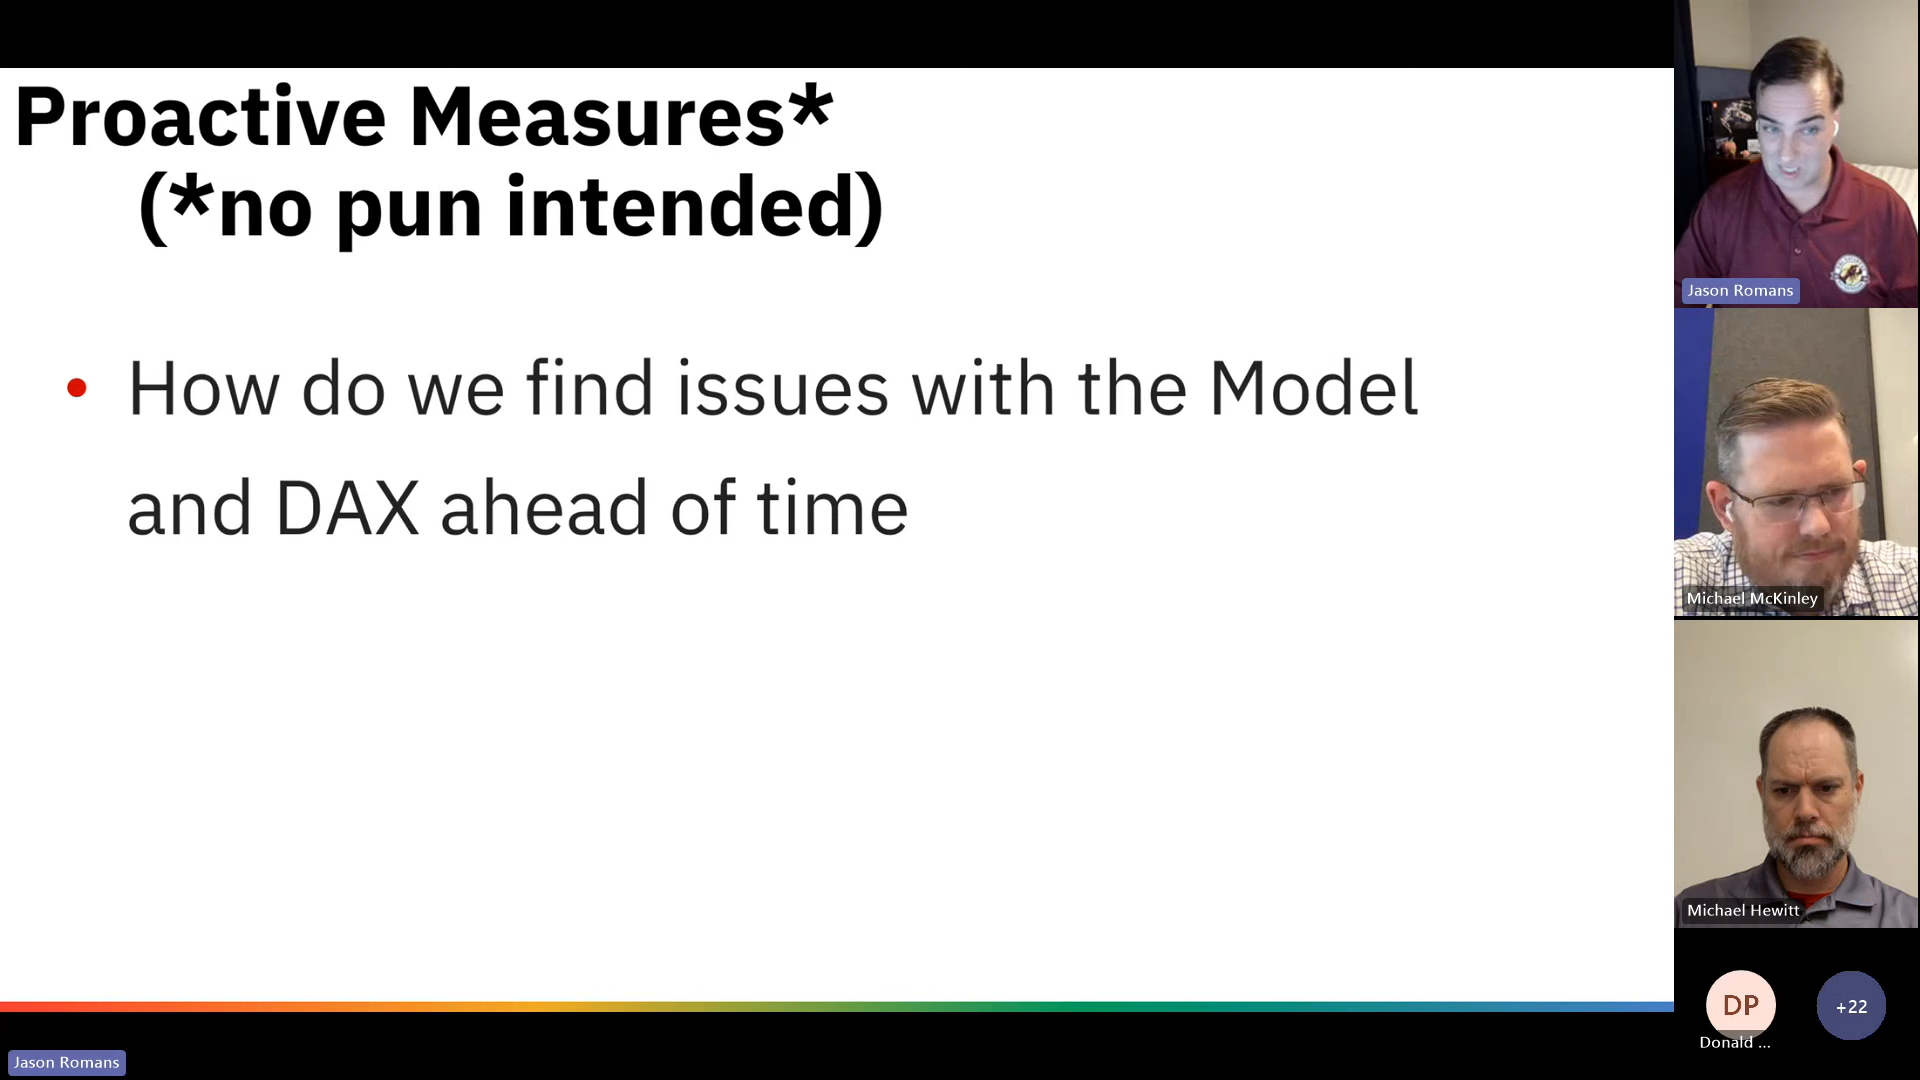 Proactive Measures*
(*no pun intended)
• How do we find issues with the Model
and DAX ahead of time
Jason Romans
Michael McKinley
Michael Hewitt
DP
Donald ...
+22
Jason Romans